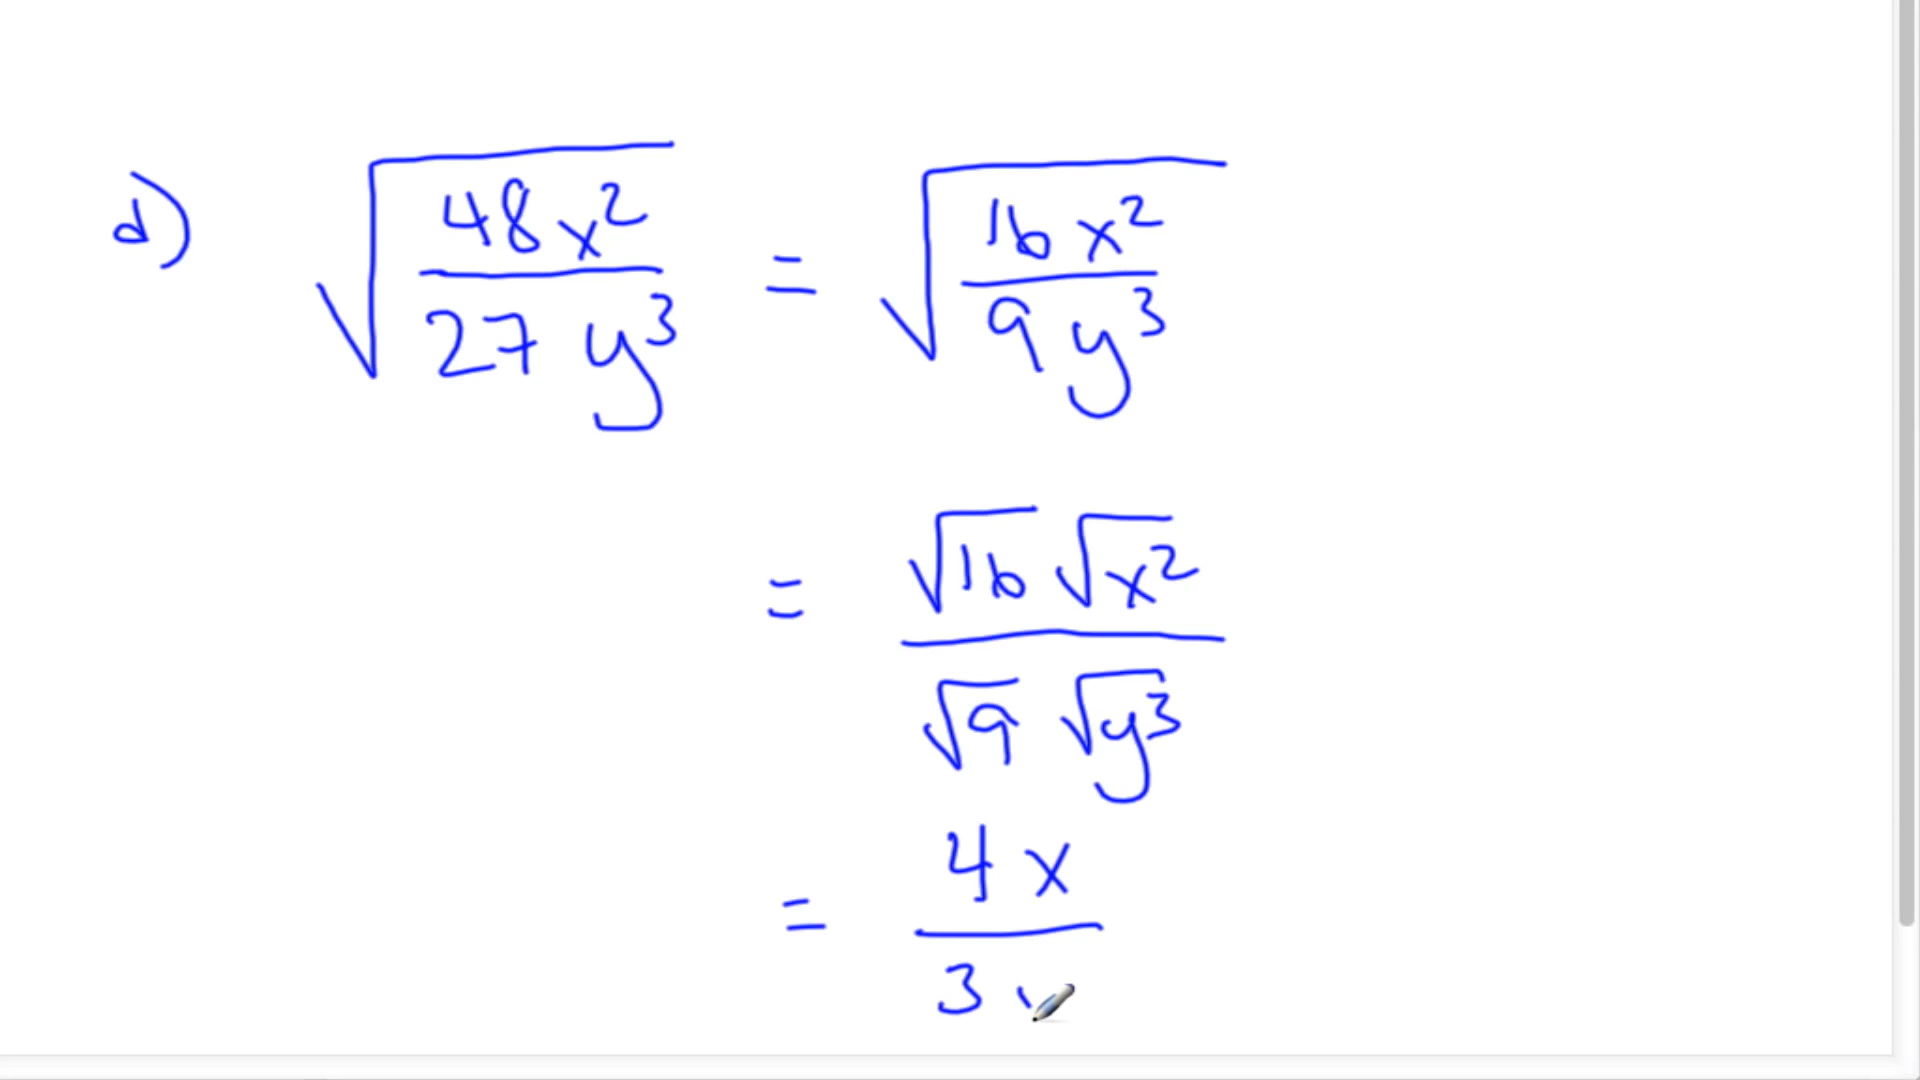 d) √(48x²/27y³) = √(16x²/9y³)
= √16 √x² / √9 √y³
= 4x / 3